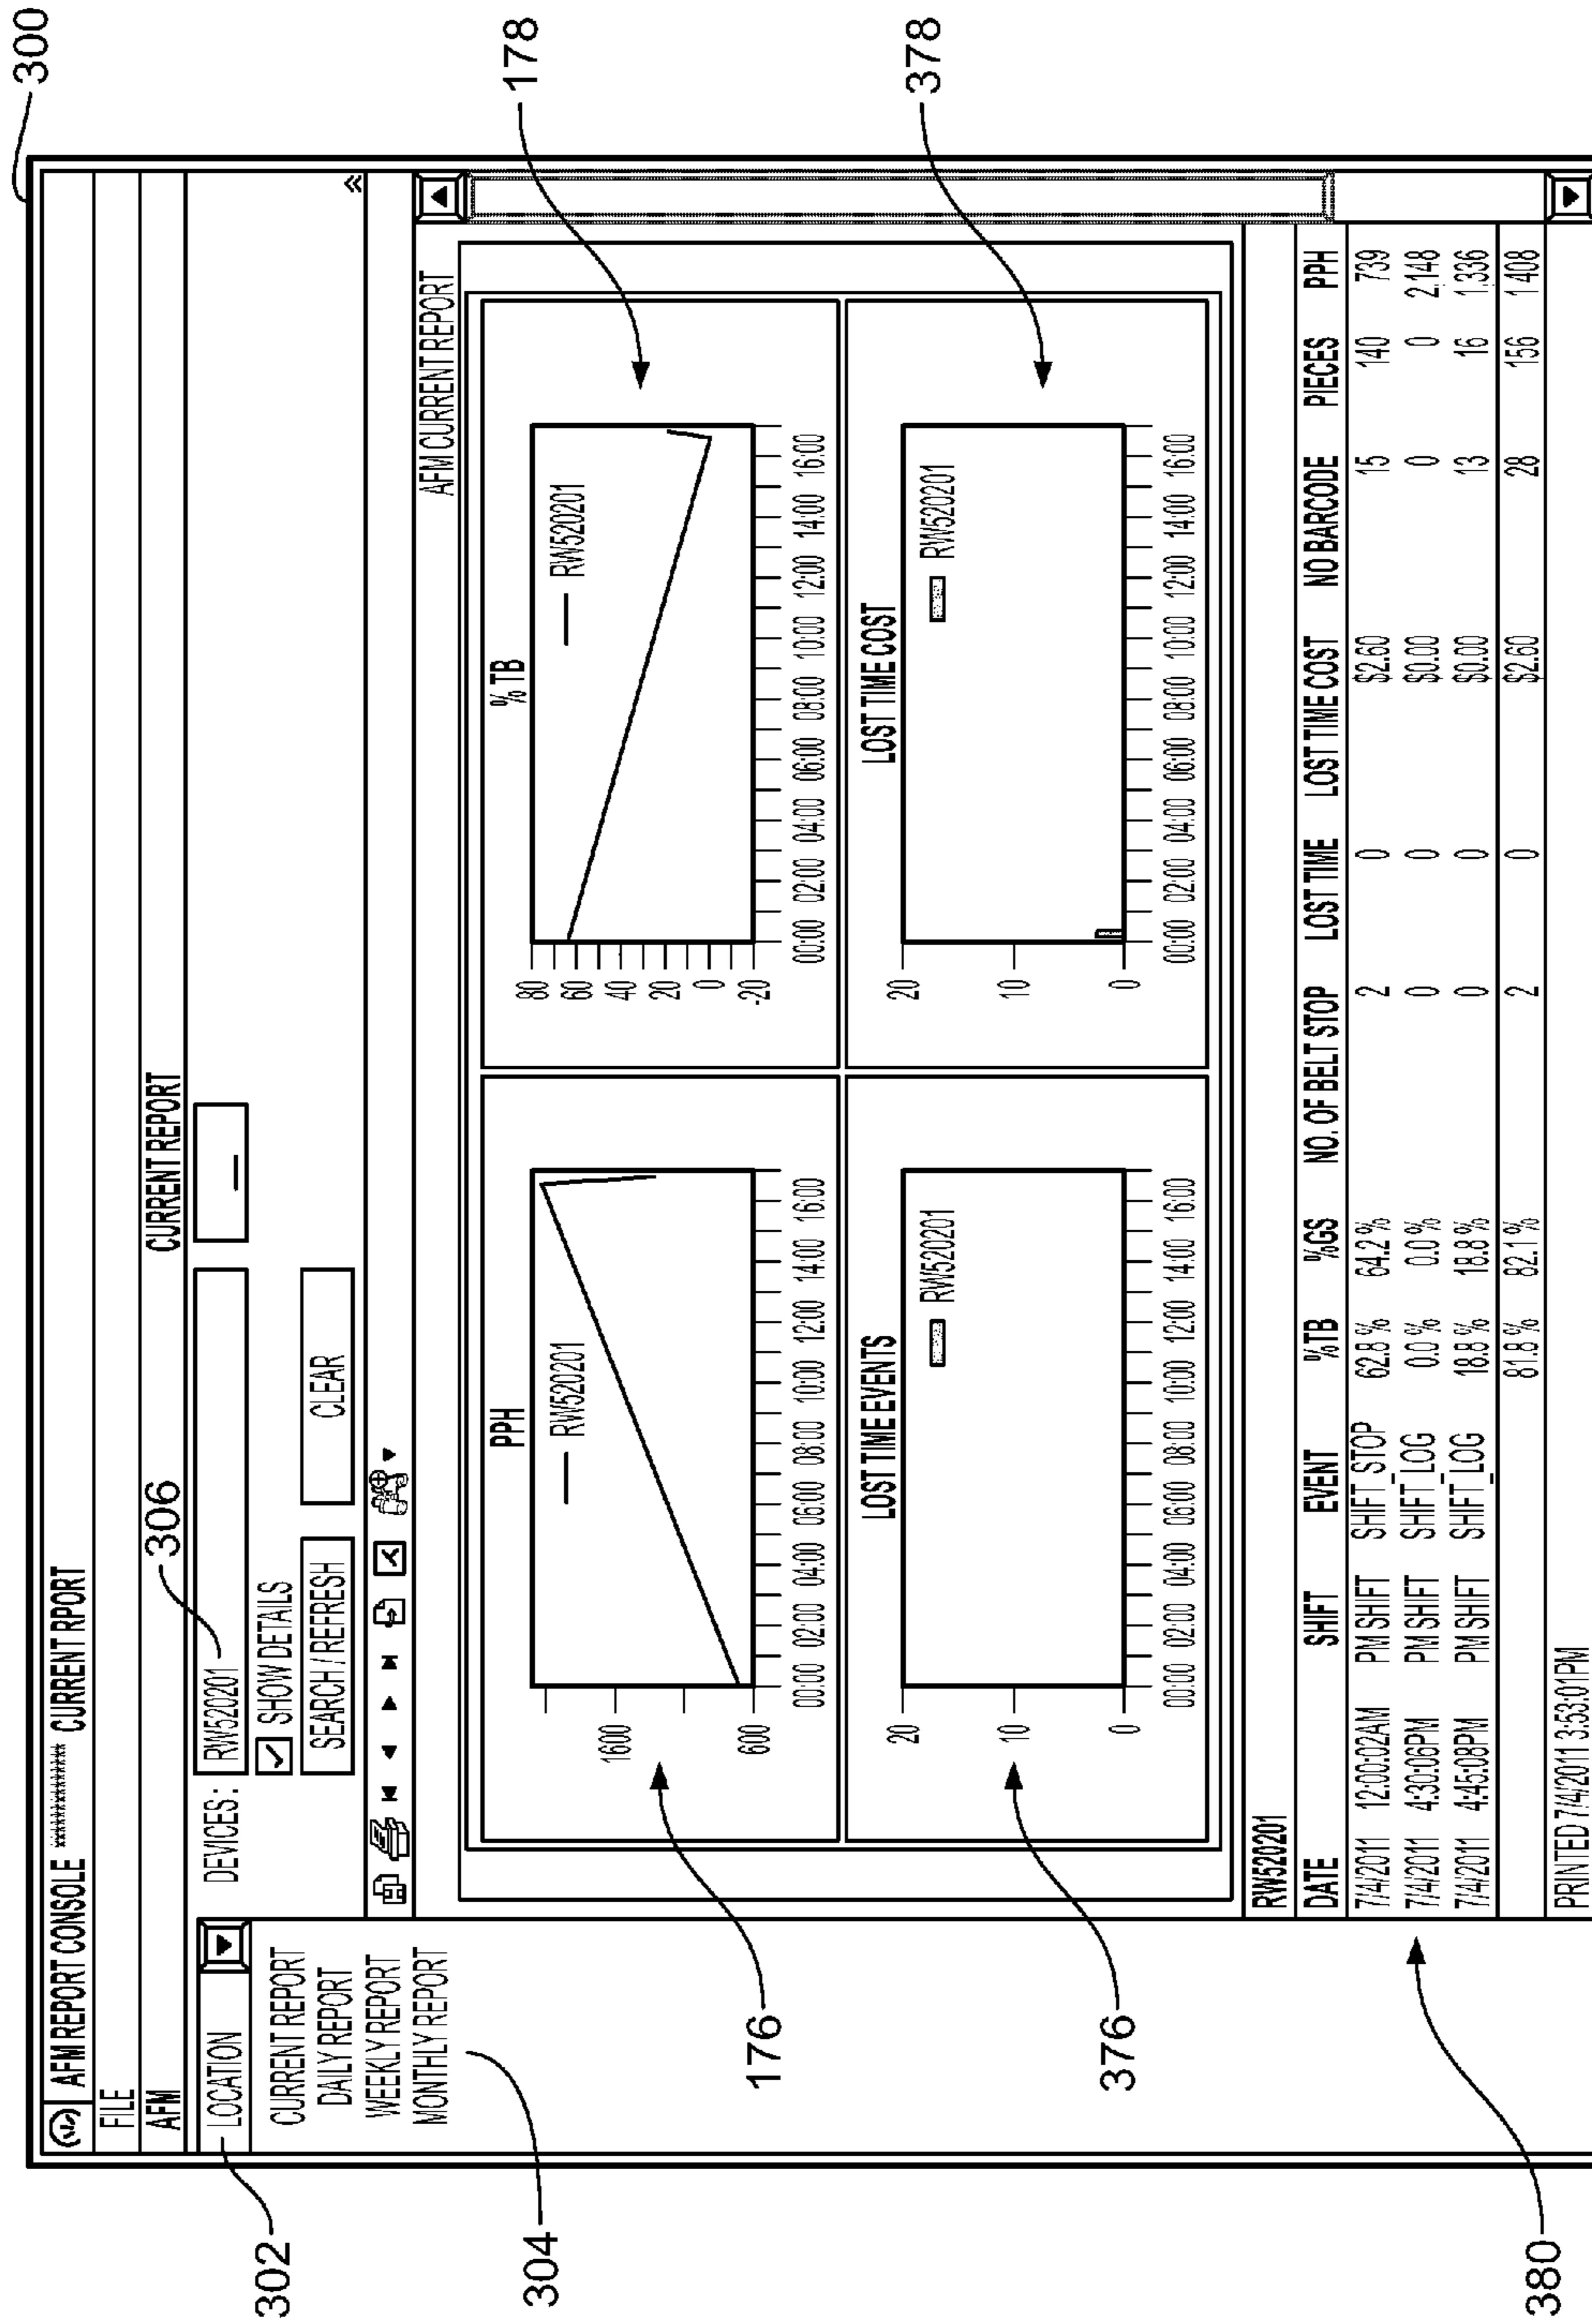 300
AFM REPORT CONSOLE ************** CURRENT RPORT
FILE
AFM
CURRENT REPORT
302
LOCATION
DEVICES: RW520201
306
SHOW DETAILS
SEARCH / REFRESH CLEAR
CURRENT REPORT
DAILY REPORT
WEEKLY REPORT
MONTHLY REPORT
304
AFM CURRENT REPORT
PPH
RW520201
1600
600
00:00 02:00 04:00 06:00 08:00 10:00 12:00 14:00 16:00
176
% TB
RW520201
80
60
40
20
0
-20
00:00 02:00 04:00 06:00 08:00 10:00 12:00 14:00 16:00
178
LOST TIME EVENTS
RW520201
20
10
0
00:00 02:00 04:00 06:00 08:00 10:00 12:00 14:00 16:00
376
LOST TIME COST
RW520201
20
10
0
00:00 02:00 04:00 06:00 08:00 10:00 12:00 14:00 16:00
378
RW520201
DATE SHIFT EVENT %TB %GS NO. OF BELT STOP LOST TIME LOST TIME COST NO BARCODE PIECES PPH
7/4/2011 12:00:02AM PM SHIFT SHIFT_STOP 62.8 % 64.2 % 2 0 $2.60 15 140 739
7/4/2011 4:30:06PM PM SHIFT SHIFT_LOG 0.0 % 0.0 % 0 0 $0.00 0 0 2,148
7/4/2011 4:45:08PM PM SHIFT SHIFT_LOG 18.8 % 18.8 % 0 0 $0.00 13 16 1,336
81.8 % 82.1 % 2 0 $2.60 28 156 1408
PRINTED 7/4/2011 3:53:01PM
380